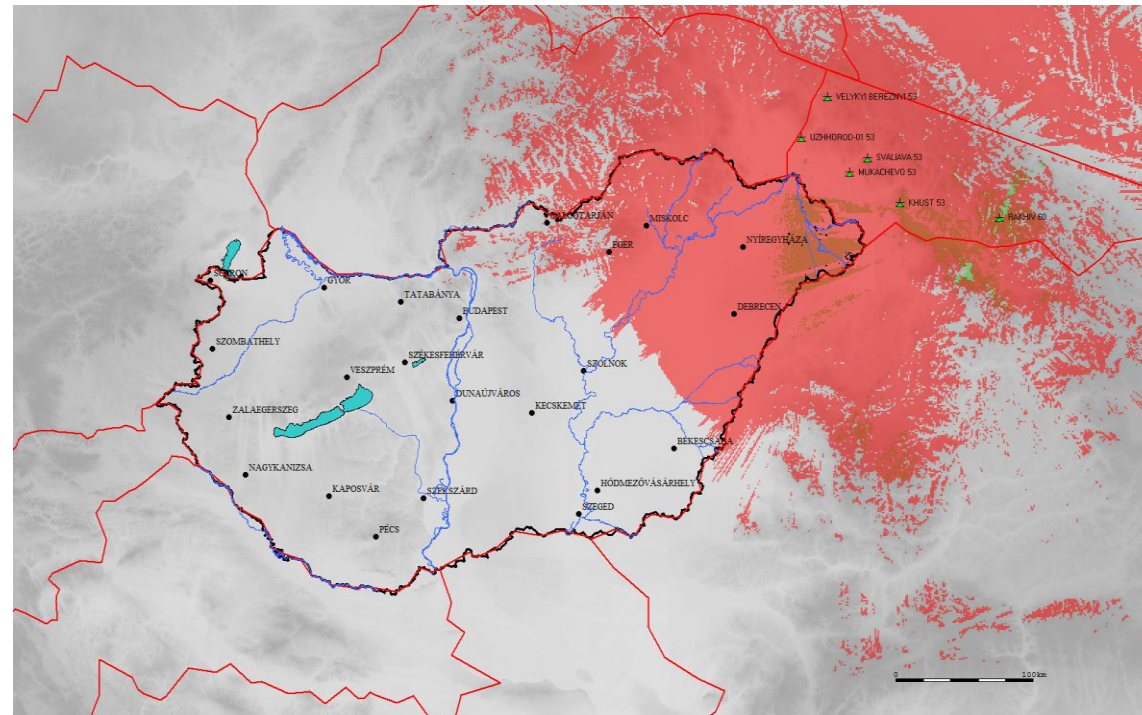 VELYKYI BEREZNYI 53
UZHHOROD-01 53
SVALIAVA 53
MUKACHEVO 53
KHUST 53
RAKHIV 60
SALGÓTARJÁN
MISKOLC
EGER
NYÍREGYHÁZA
SOPRON
GYŐR
TATABÁNYA
BUDAPEST
DEBRECEN
SZOMBATHELY
SZÉKESFEHÉRVÁR
VESZPRÉM
SZOLNOK
DUNAÚJVÁROS
KECSKEMÉT
ZALAEGERSZEG
BÉKÉSCSABA
NAGYKANIZSA
KAPOSVÁR
SZEKSZÁRD
HÓDMEZŐVÁSÁRHELY
SZEGED
PÉCS
0 100km